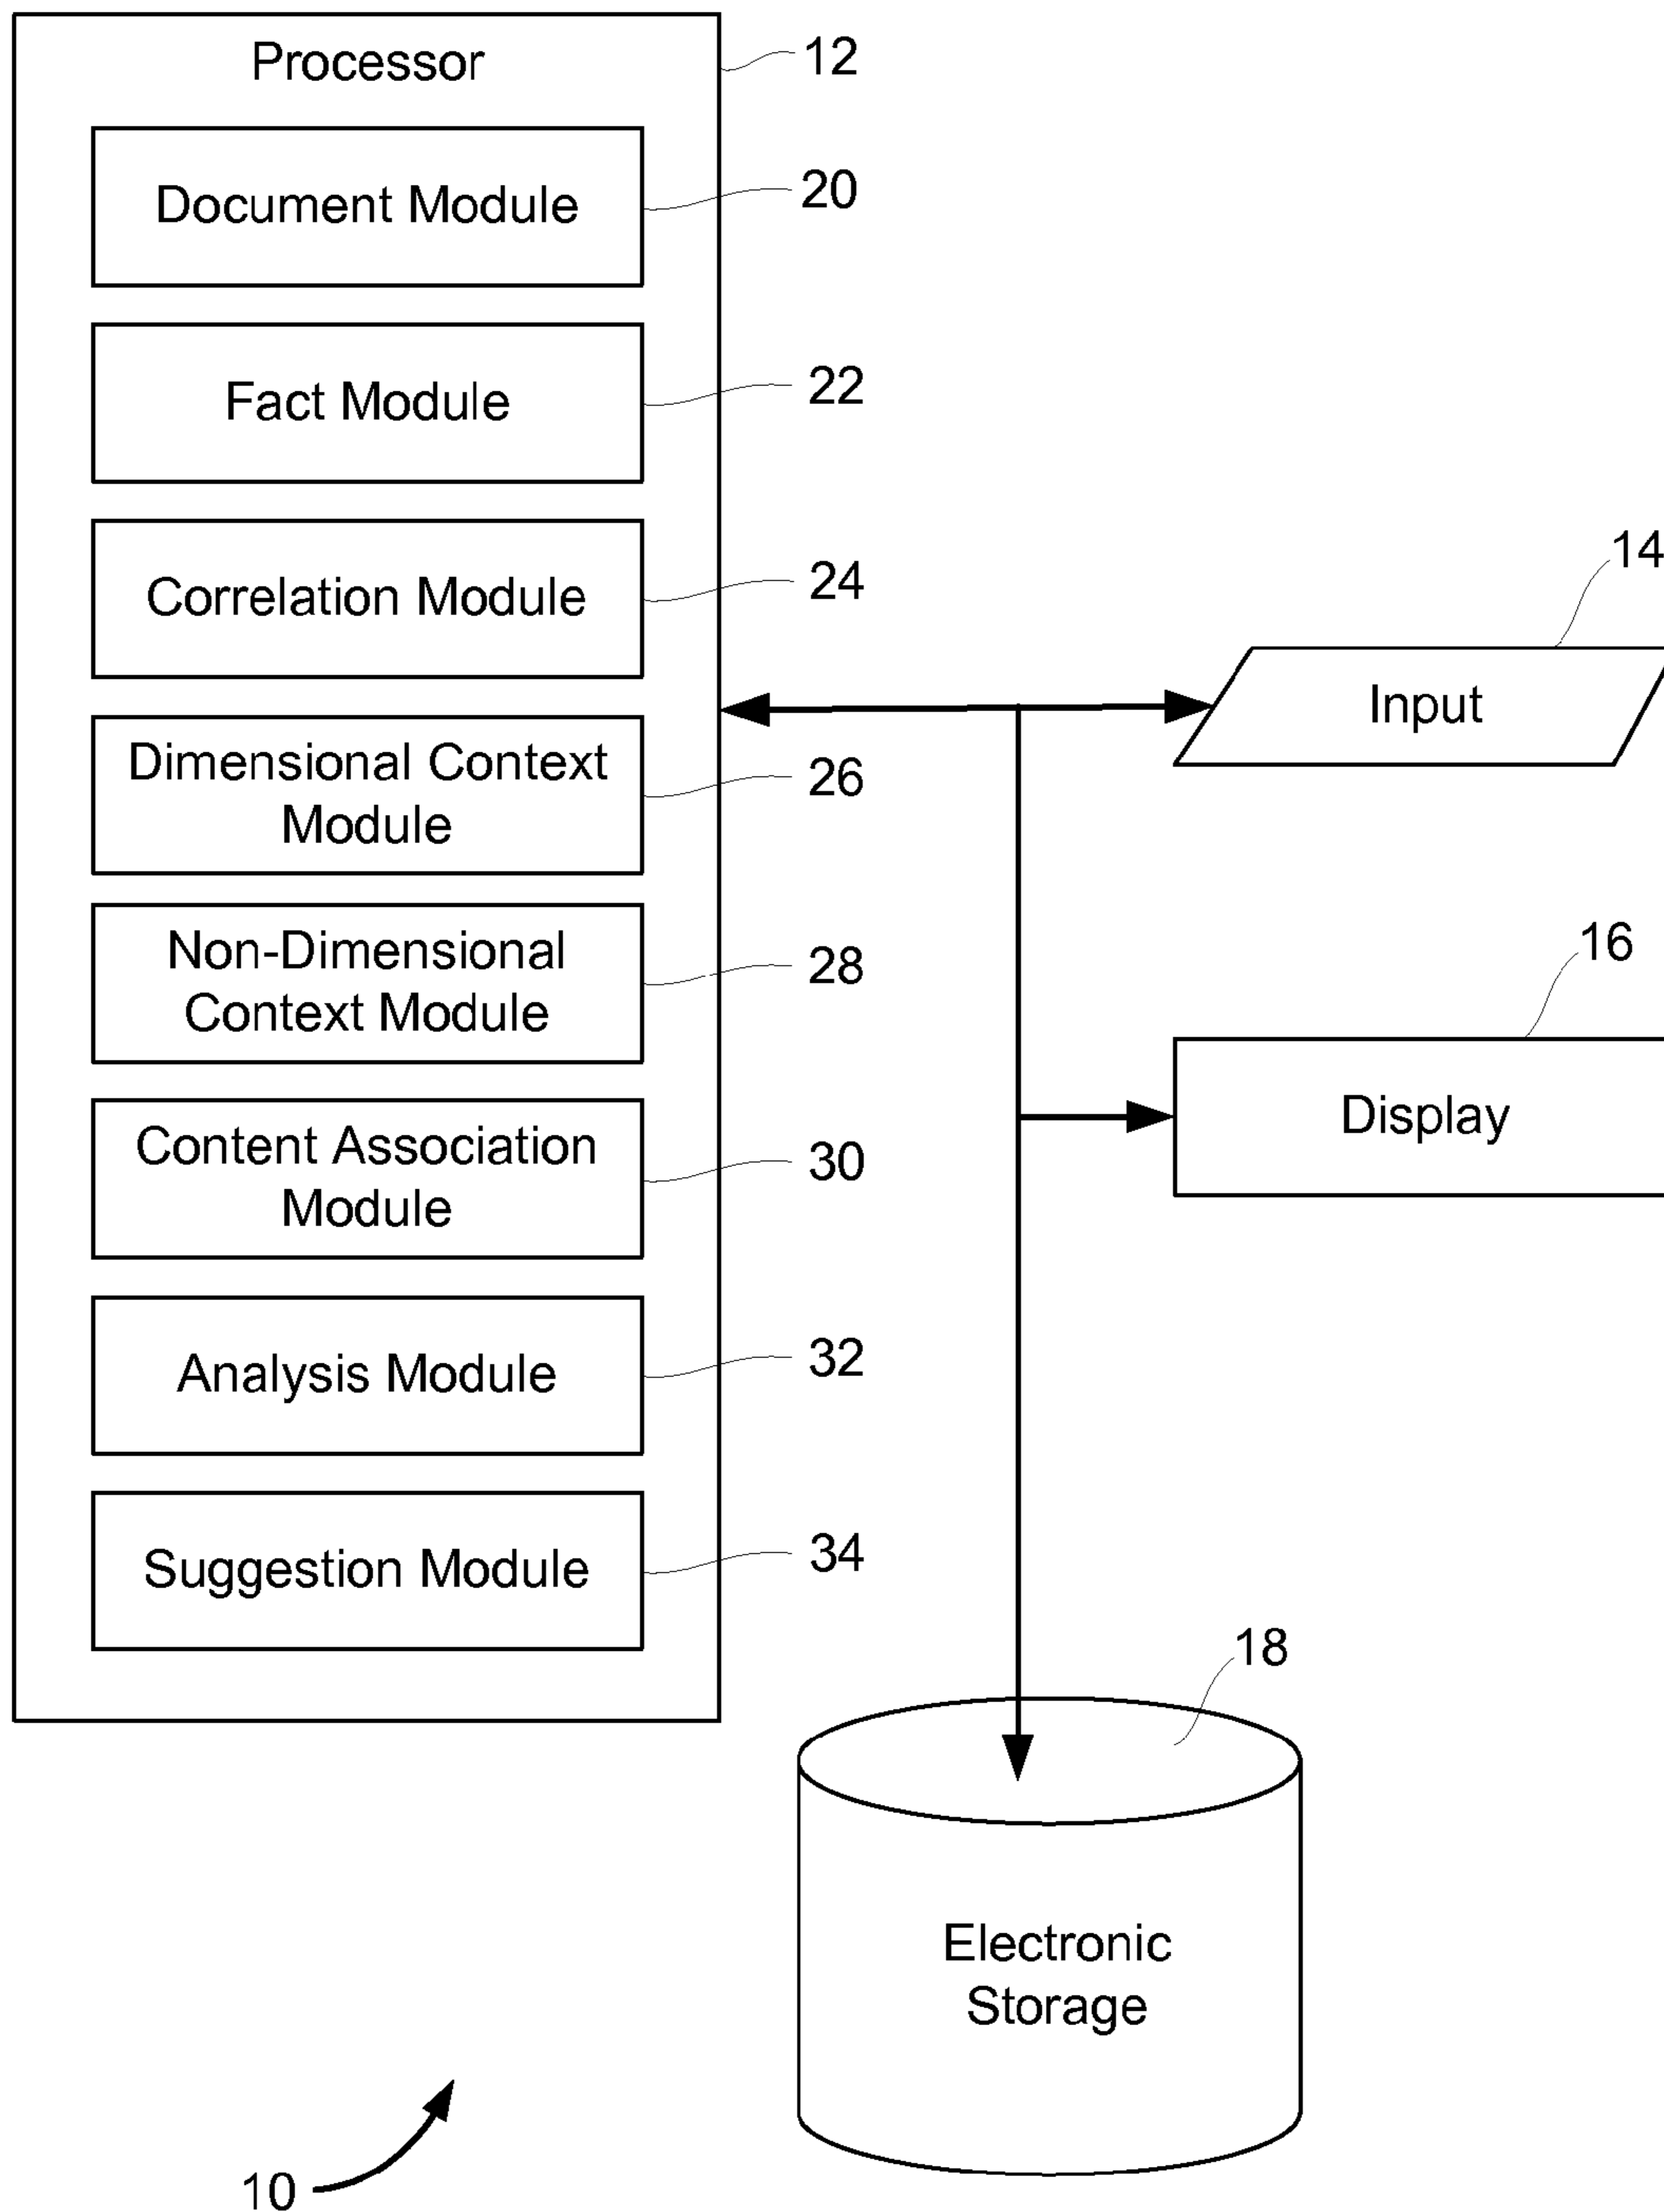 Processor
12
Document Module
20
Fact Module
22
Correlation Module
24
Dimensional Context
Module
26
Non-Dimensional
Context Module
28
Content Association
Module
30
Analysis Module
32
Suggestion Module
34
14
Input
16
Display
18
Electronic
Storage
10